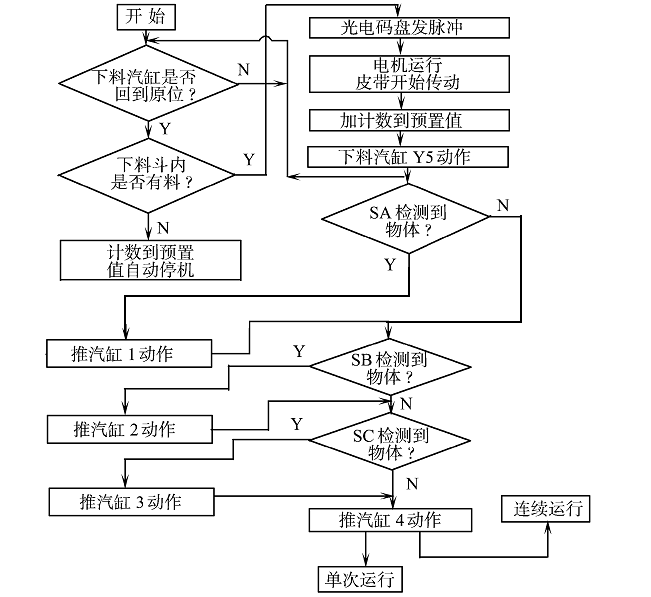 开 始
下料汽缸是否
回到原位？
N
Y
下料斗内
是否有料？
Y
N
计数到预置
值自动停机
光电码盘发脉冲
电机运行
皮带开始传动
加计数到预置值
下料汽缸 Y5 动作
SA 检测到
物体？
N
Y
推汽缸 1 动作
SB 检测到
物体？
Y
N
推汽缸 2 动作
SC 检测到
物体？
Y
N
推汽缸 3 动作
推汽缸 4 动作
连续运行
单次运行